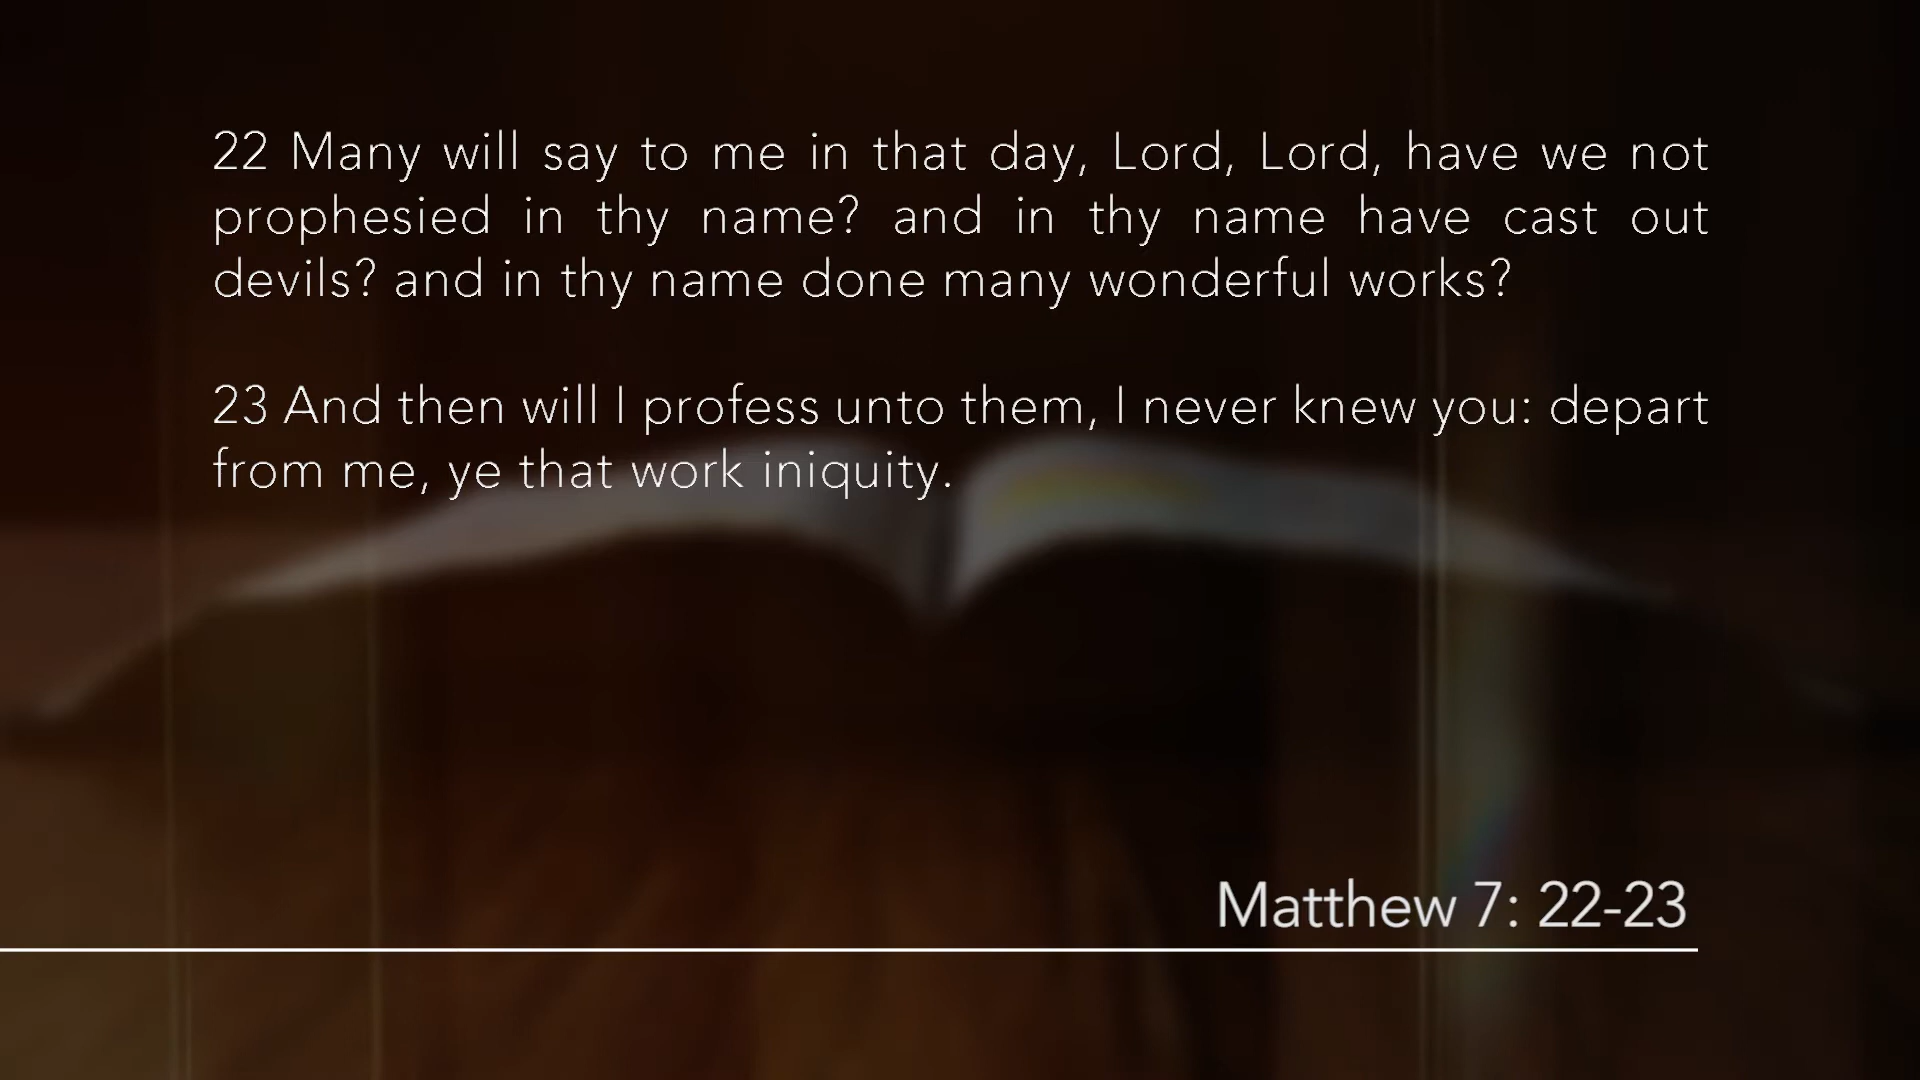 22 Many will say to me in that day, Lord, Lord, have we not
prophesied in thy name? and in thy name have cast out
devils? and in thy name done many wonderful works?
23 And then will I profess unto them, I never knew you: depart
from me, ye that work iniquity.
Matthew 7: 22-23